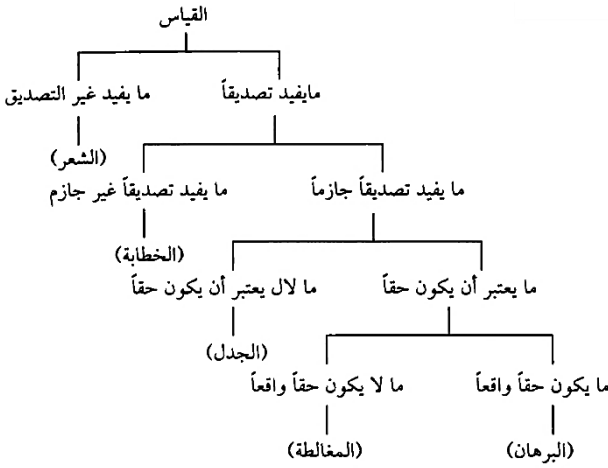 القياس
مايفيد تصديقاً
ما يفيد غير التصديق
(الشعر)
ما يفيد تصديقاً جازماً
ما يفيد تصديقاً غير جازم
(الخطابة)
ما يعتبر أن يكون حقاً
ما لال يعتبر أن يكون حقاً
(الجدل)
ما يكون حقاً واقعاً
ما لا يكون حقاً واقعاً
(البرهان)
(المغالطة)